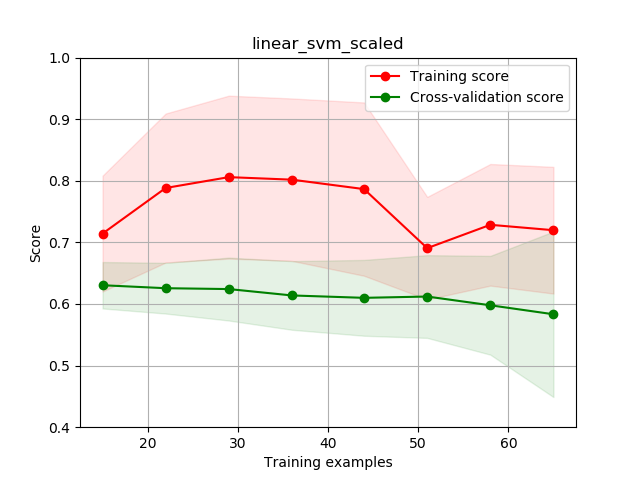 linear_svm_scaled
Training score
Cross-validation score
1.0
0.9
0.8
0.7
0.6
0.5
0.4
Score
20
30
40
50
60
Training examples